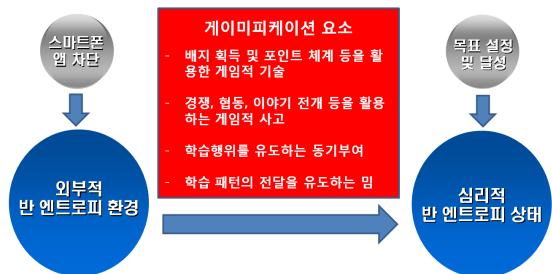 스마트폰
앱 차단
게이미피케이션 요소
- 배지 획득 및 포인트 체계 등을 활
용한 게임적 기술
- 경쟁, 협동, 이야기 전개 등을 활용
하는 게임적 사고
- 학습행위를 유도하는 동기부여
- 학습 패턴의 전달을 유도하는 밈
목표 설정
및 달성
외부적
반 엔트로피 환경
심리적
반 엔트로피 상태